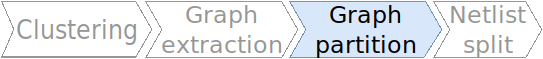 Clustering
Graph
extraction
Graph
partition
Netlist
split